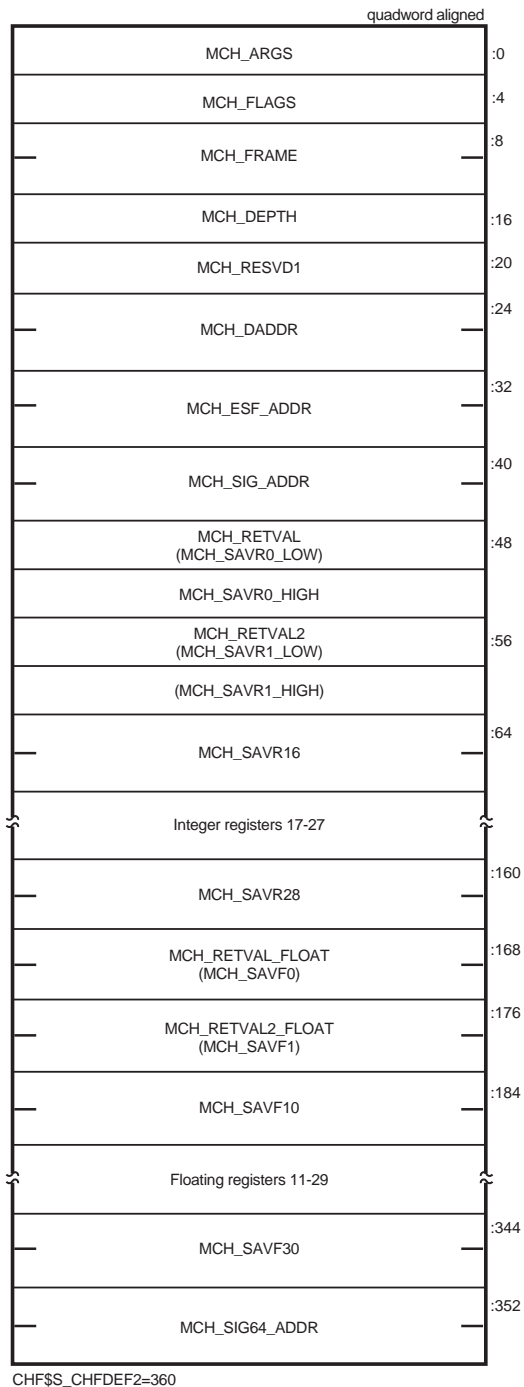 quadword aligned
MCH_ARGS :0
MCH_FLAGS :4
MCH_FRAME :8
MCH_DEPTH :16
MCH_RESVD1 :20
MCH_DADDR :24
MCH_ESF_ADDR :32
MCH_SIG_ADDR :40
MCH_RETVAL :48
(MCH_SAVR0_LOW)
MCH_SAVR0_HIGH
MCH_RETVAL2 :56
(MCH_SAVR1_LOW)
(MCH_SAVR1_HIGH)
MCH_SAVR16 :64
Integer registers 17-27
MCH_SAVR28 :160
MCH_RETVAL_FLOAT :168
(MCH_SAVF0)
MCH_RETVAL2_FLOAT :176
(MCH_SAVF1)
MCH_SAVF10 :184
Floating registers 11-29
MCH_SAVF30 :344
MCH_SIG64_ADDR :352
CHF$S_CHFDEF2=360